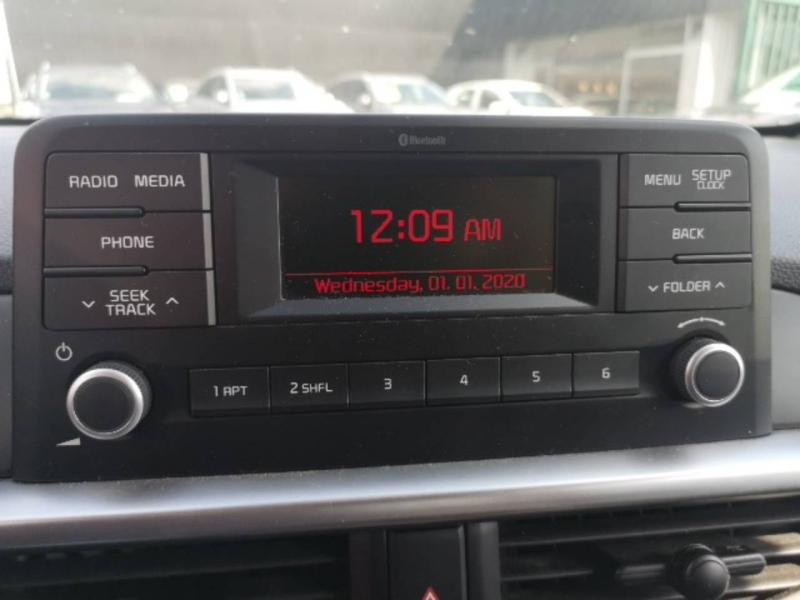 Bluetooth
RADIO MEDIA
PHONE
SEEK
TRACK
12:09 AM
Wednesday, 01. 01. 2020
MENU SETUP
CLOCK
BACK
FOLDER
1 RPT 2 SHFL 3 4 5 6